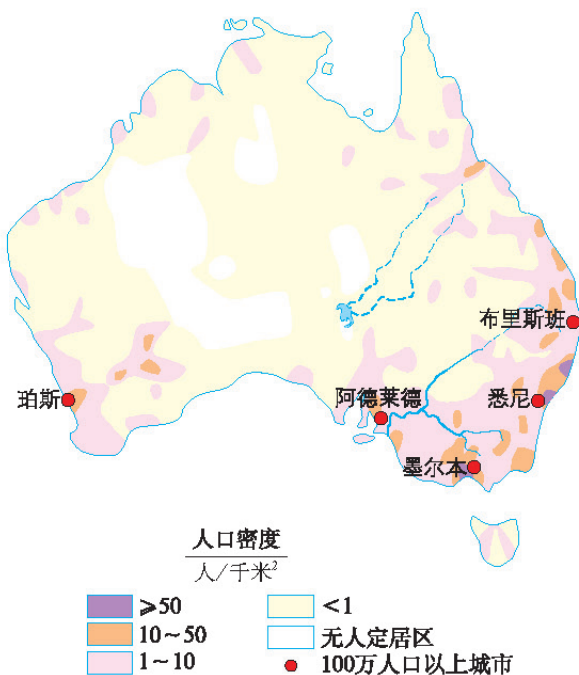 布里斯班
珀斯
阿德莱德
悉尼
墨尔本
人口密度
人/千米²
≥50
<1
10~50
无人定居区
1~10
100万人口以上城市